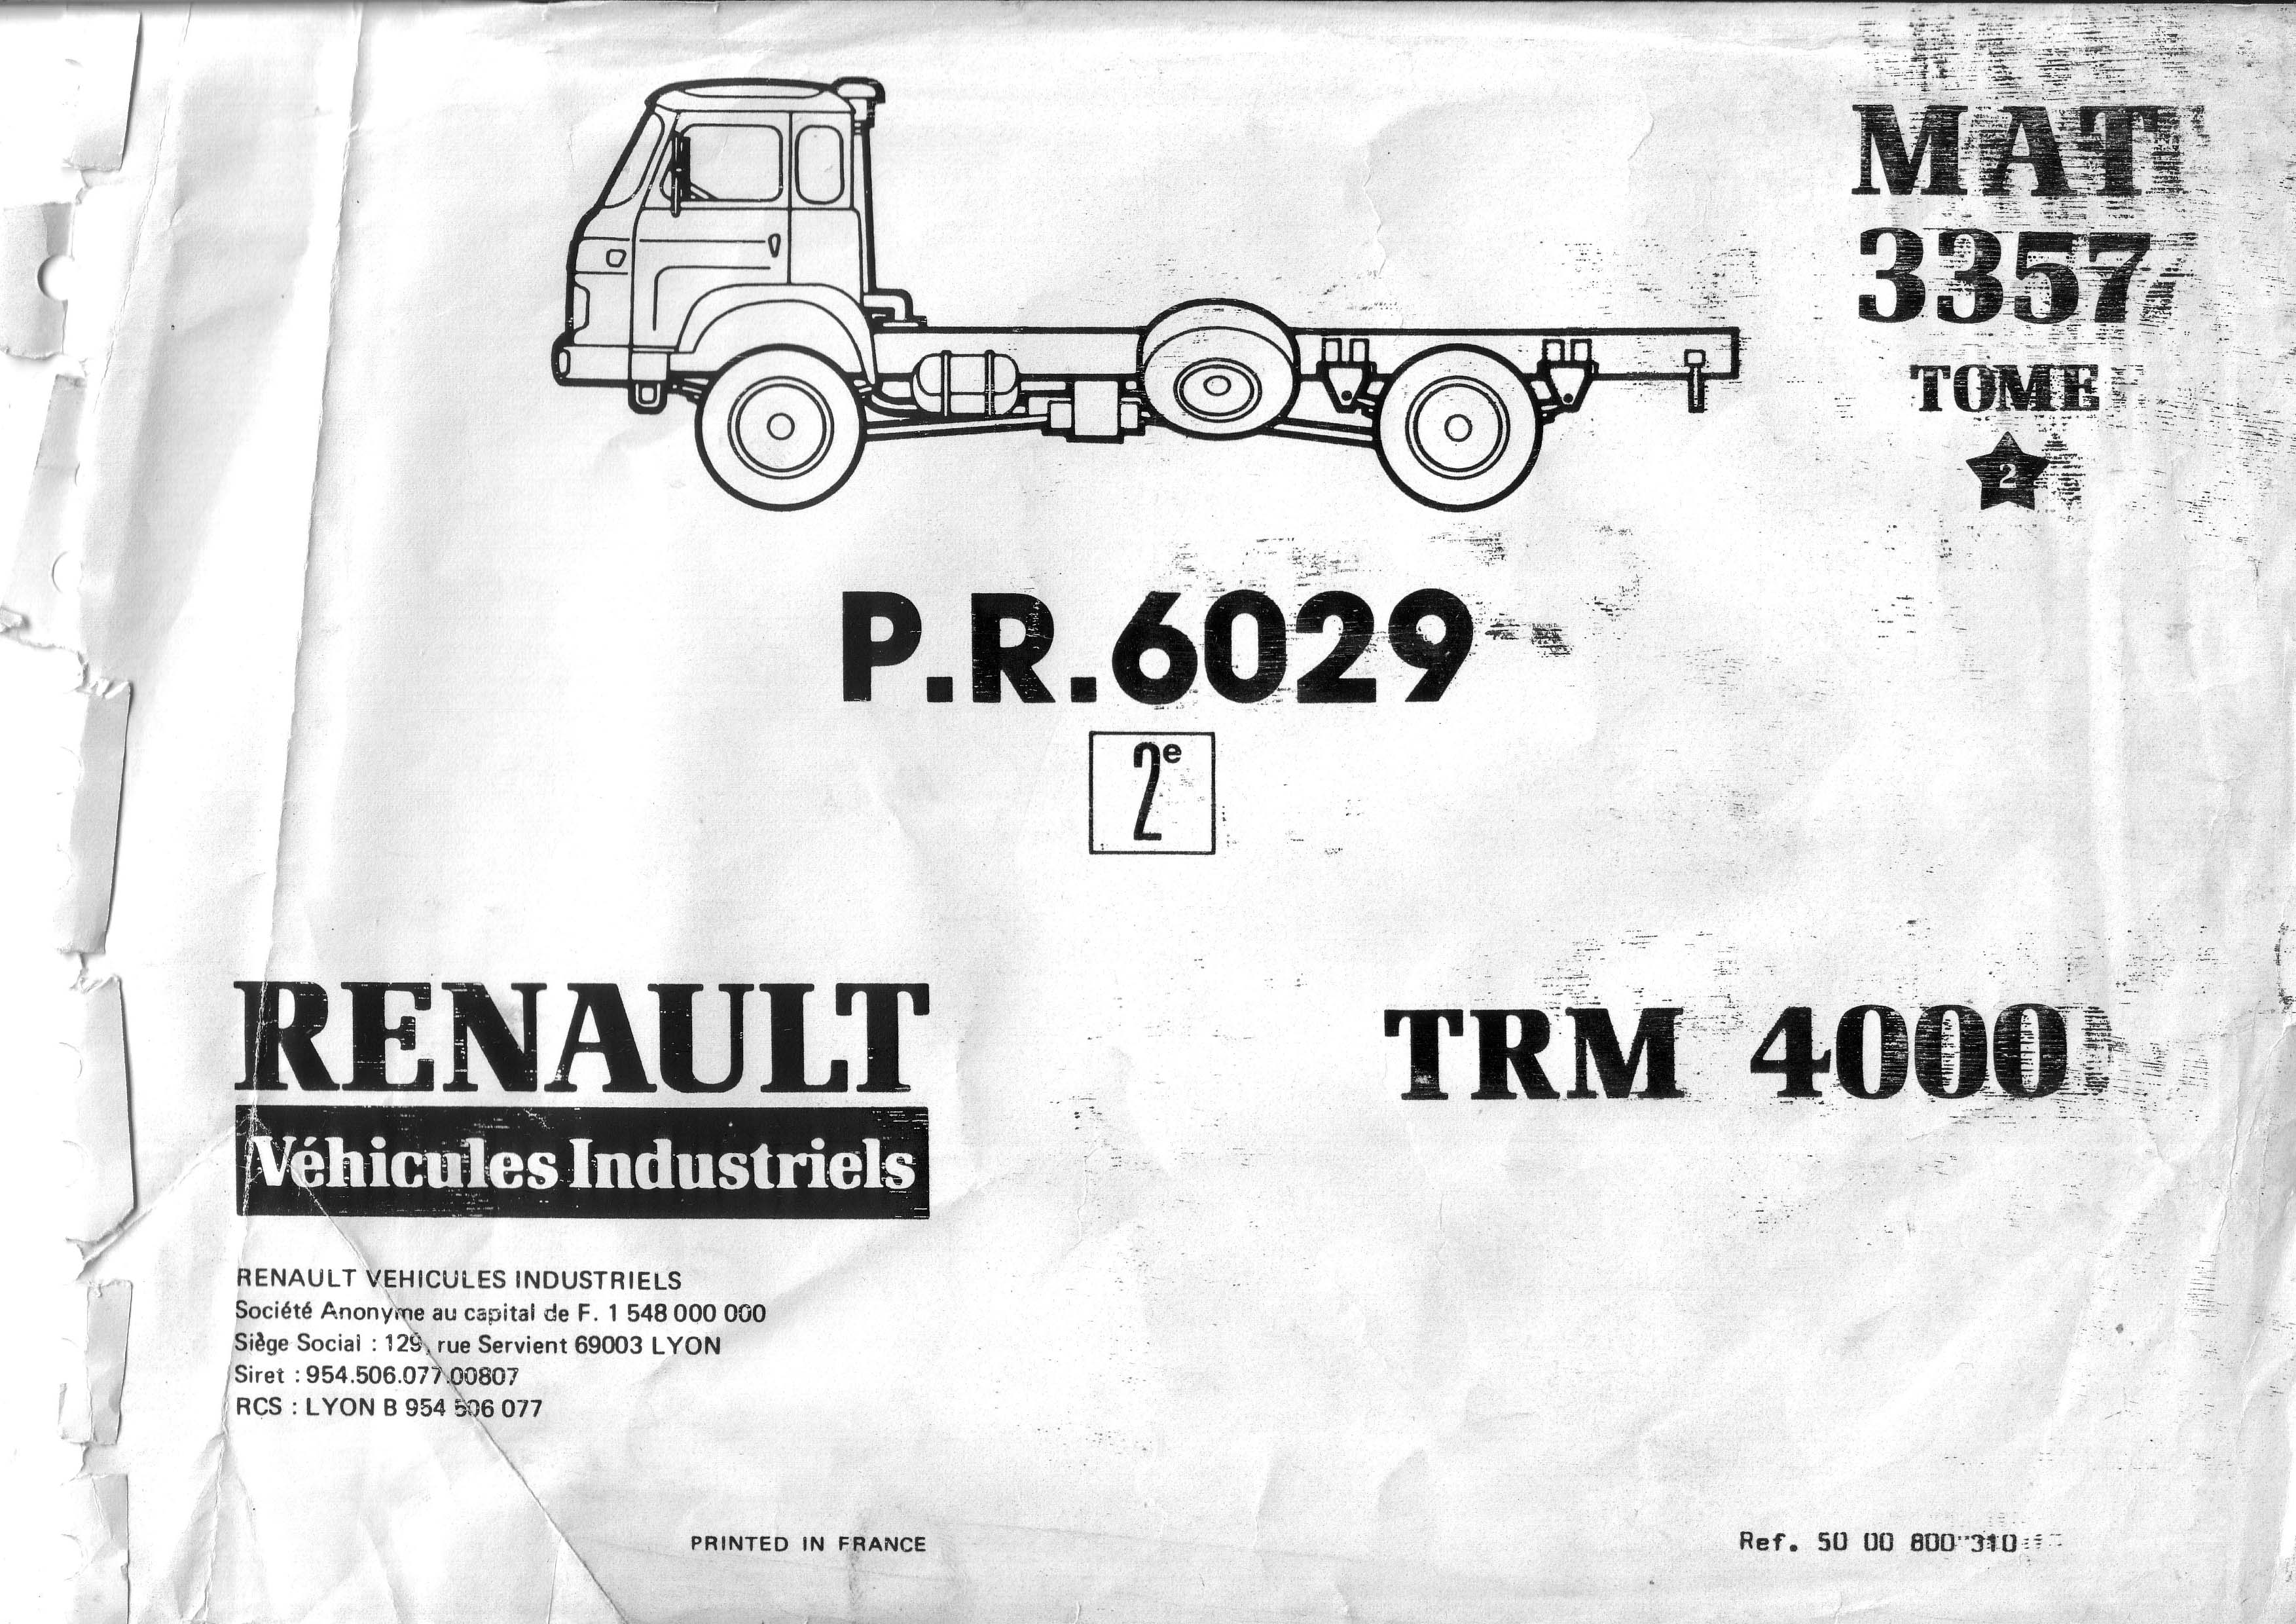 MAT
3357
TOME
2
P.R.6029
2e
RENAULT
Véhicules Industriels
TRM 4000
RENAULT VEHICULES INDUSTRIELS
Société Anonyme au capital de F. 1 548 000 000
Siège Social : 129, rue Servient 69003 LYON
Siret : 954.506.077.00807
RCS : LYON B 954 506 077
PRINTED IN FRANCE
Ref. 50 00 800 310